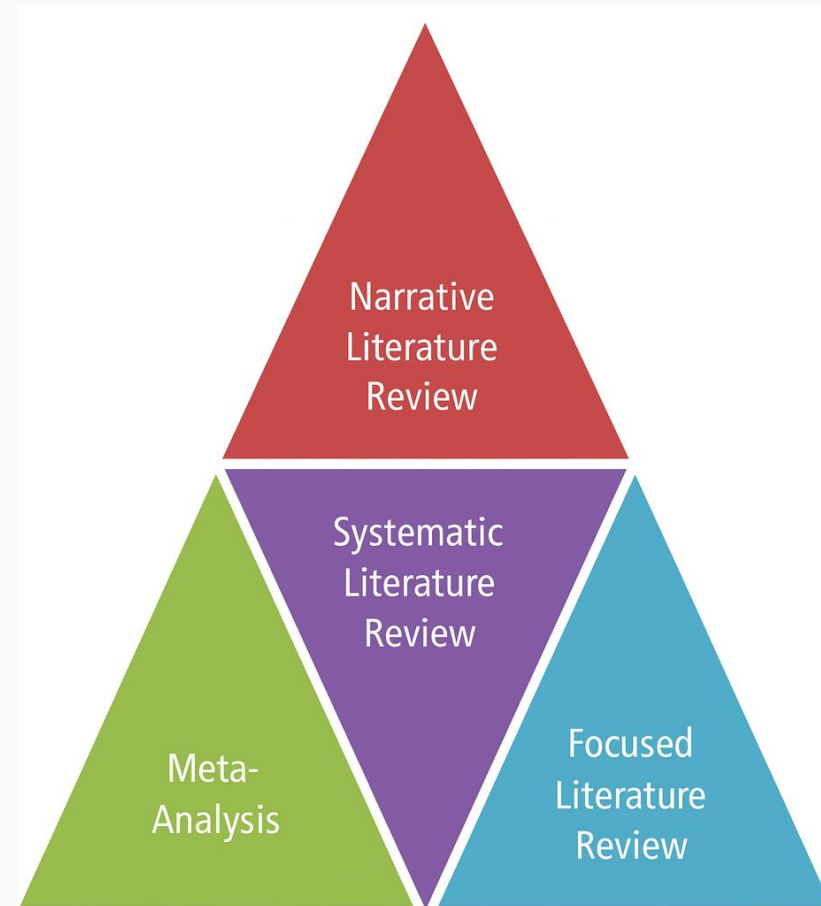 Narrative
Literature
Review
Systematic
Literature
Review
Meta-
Analysis
Focused
Literature
Review